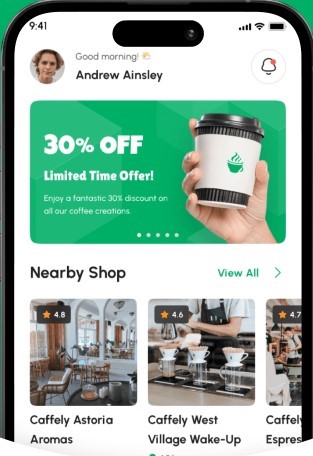 9:41
Good morning! ⛅
Andrew Ainsley
30% OFF
Limited Time Offer!
Enjoy a fantastic 30% discount on
all our coffee creations.
Nearby Shop
View All
4.8
4.6
4.7
Caffely Astoria
Aromas
Caffely West
Village Wake-Up
Caffely
Espres